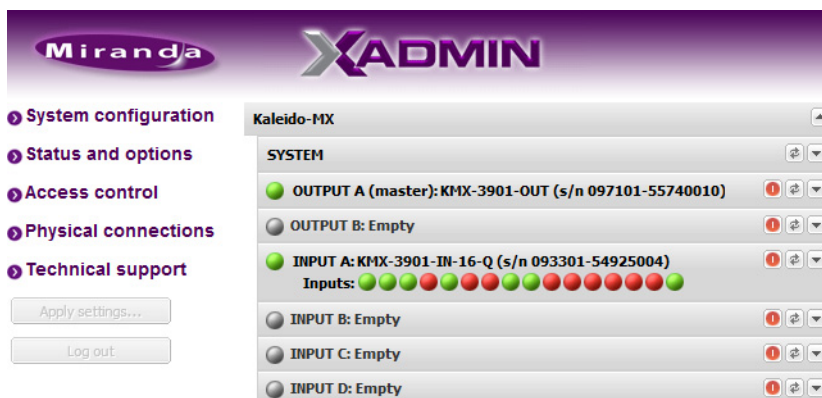 Miranda
XADMIN
System configuration
Status and options
Access control
Physical connections
Technical support
Apply settings...
Log out
Kaleido-MX
SYSTEM
OUTPUT A (master): KMX-3901-OUT (s/n 097101-55740010)
OUTPUT B: Empty
INPUT A: KMX-3901-IN-16-Q (s/n 093301-54925004)
Inputs:
INPUT B: Empty
INPUT C: Empty
INPUT D: Empty